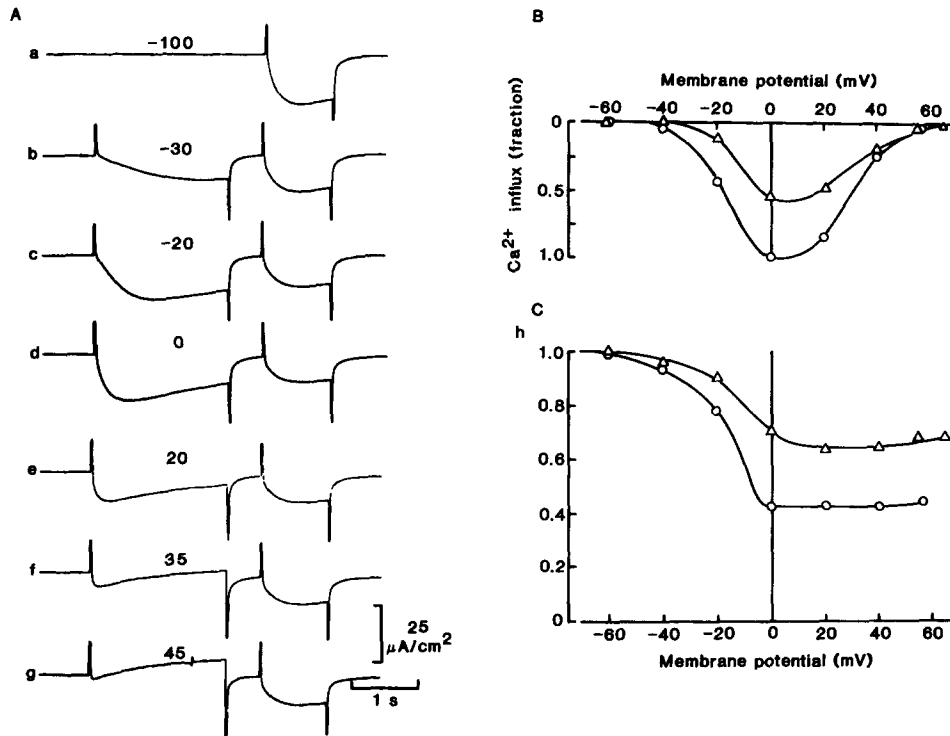 A
a
-100
b
-30
c
-20
d
0
e
20
f
35
g
45
25
μA/cm²
1 s
B
Membrane potential (mV)
-60 -40 -20 0 20 40 60
Ca²⁺ influx (fraction)
0
0.5
1.0
C
h
1.0
0.8
0.6
0.4
0.2
0
-60 -40 -20 0 20 40 60
Membrane potential (mV)